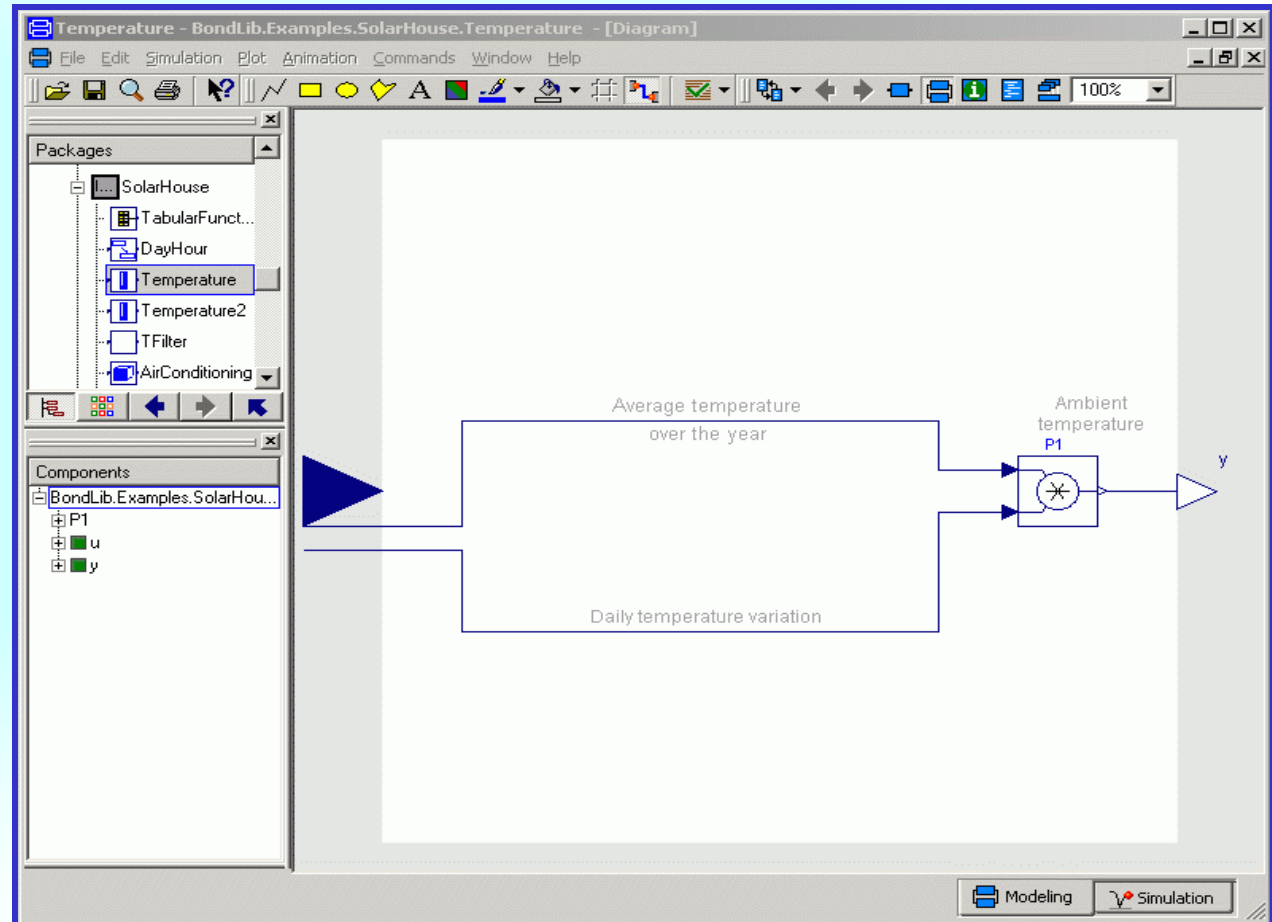 Temperature - BondLib.Examples.SolarHouse.Temperature - [Diagram]
File Edit Simulation Plot Animation Commands Window Help
A
100%
Packages
I... SolarHouse
TabularFunct...
DayHour
Temperature
Temperature2
TFilter
AirConditioning
Components
BondLib.Examples.SolarHou...
P1
u
y
Average temperature
over the year
Ambient
temperature
P1
y
Daily temperature variation
Modeling
Simulation